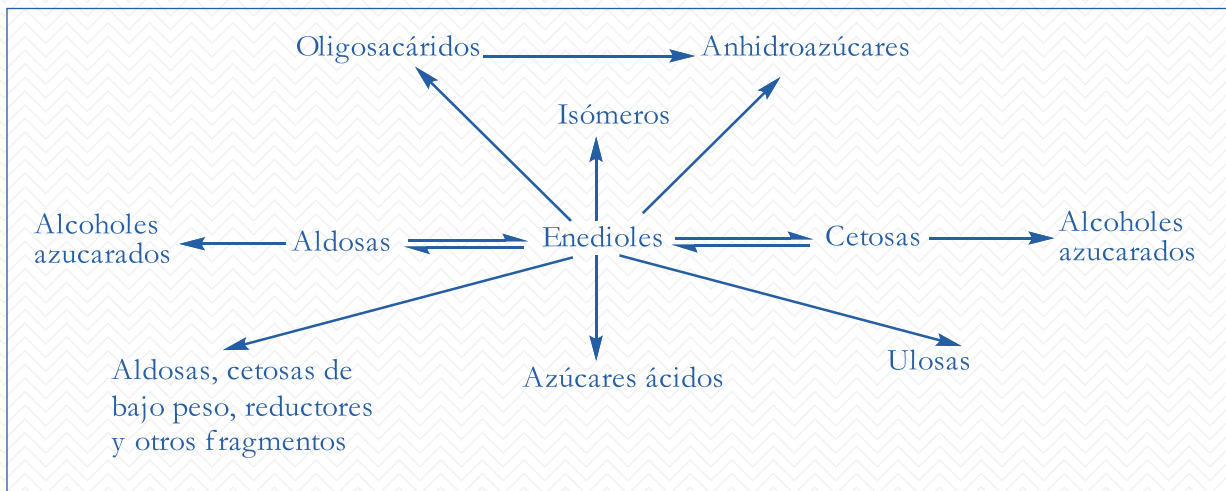 Oligosacáridos
Anhidroazúcares
Isómeros
Alcoholes
azucarados
Aldosas
Enedioles
Cetosas
Alcoholes
azucarados
Aldosas, cetosas de
bajo peso, reductores
y otros fragmentos
Azúcares ácidos
Ulosas